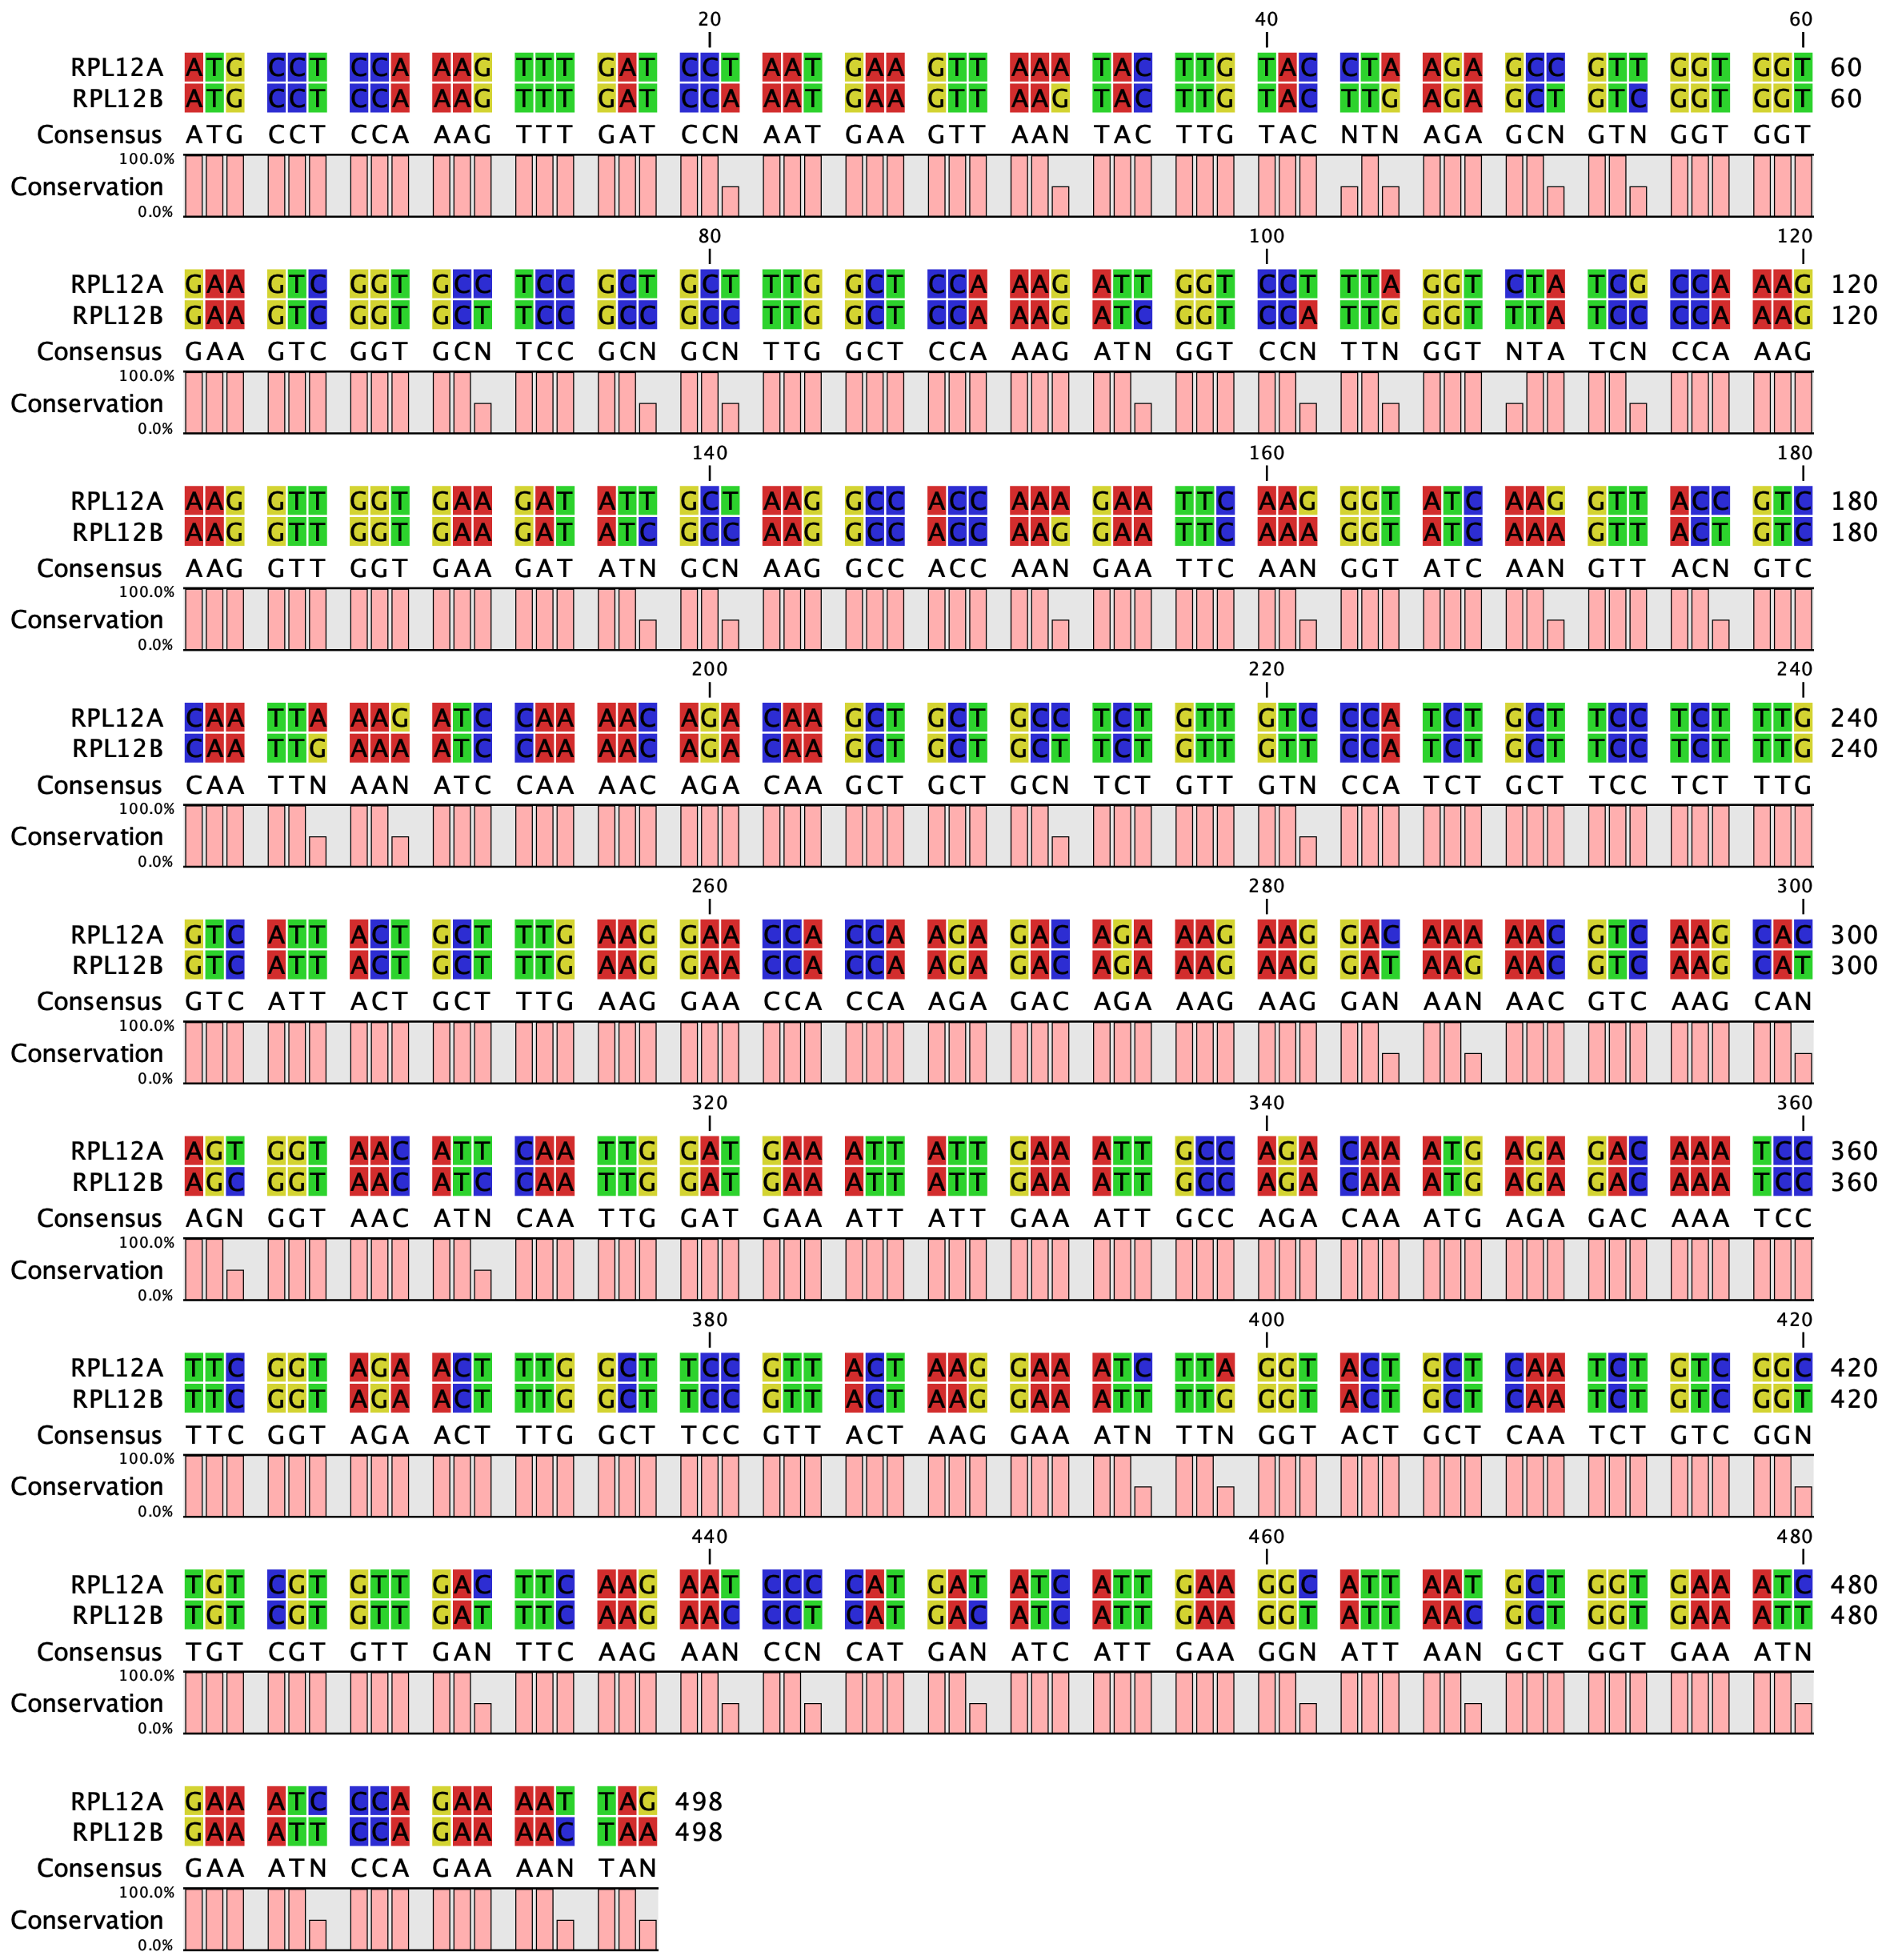 20 40 60
RPL12A ATG CCT CCA AAG TTT GAT CCT AAT GAA GTT AAA TAC TTG TAC CTA AGA GCC GTT GGT GGT 60
RPL12B ATG CCT CCA AAG TTT GAT CCA AAT GAA GTT AAG TAC TTG TAC TTG AGA GCT GTC GGT GGT 60
Consensus ATG CCT CCA AAG TTT GAT CCN AAT GAA GTT AAN TAC TTG TAC NTN AGA GCN GTN GGT GGT
100.0%
Conservation
0.0%
80 100 120
RPL12A GAA GTC GGT GCC TCC GCT GCT TTG GCT CCA AAG ATT GGT CCT TTA GGT CTA TCG CCA AAG 120
RPL12B GAA GTC GGT GCT TCC GCC GCC TTG GCT CCA AAG ATC GGT CCA TTG GGT TTA TCC CCA AAG 120
Consensus GAA GTC GGT GCN TCC GCN GCN TTG GCT CCA AAG ATN GGT CCN TTN GGT NTA TCN CCA AAG
100.0%
Conservation
0.0%
140 160 180
RPL12A AAG GTT GGT GAA GAT ATT GCT AAG GCC ACC AAA GAA TTC AAG GGT ATC AAG GTT ACC GTC 180
RPL12B AAG GTT GGT GAA GAT ATC GCC AAG GCC ACC AAG GAA TTC AAA GGT ATC AAA GTT ACT GTC 180
Consensus AAG GTT GGT GAA GAT ATN GCN AAG GCC ACC AAN GAA TTC AAN GGT ATC AAN GTT ACN GTC
100.0%
Conservation
0.0%
200 220 240
RPL12A CAA TTA AAG ATC CAA AAC AGA CAA GCT GCT GCC TCT GTT GTC CCA TCT GCT TCC TCT TTG 240
RPL12B CAA TTG AAA ATC CAA AAC AGA CAA GCT GCT GCT TCT GTT GTT CCA TCT GCT TCC TCT TTG 240
Consensus CAA TTN AAN ATC CAA AAC AGA CAA GCT GCT GCN TCT GTT GTN CCA TCT GCT TCC TCT TTG
100.0%
Conservation
0.0%
260 280 300
RPL12A GTC ATT ACT GCT TTG AAG GAA CCA CCA AGA GAC AGA AAG AAG GAC AAA AAC GTC AAG CAC 300
RPL12B GTC ATT ACT GCT TTG AAG GAA CCA CCA AGA GAC AGA AAG AAG GAT AAG AAC GTC AAG CAT 300
Consensus GTC ATT ACT GCT TTG AAG GAA CCA CCA AGA GAC AGA AAG AAG GAN AAN AAC GTC AAG CAN
100.0%
Conservation
0.0%
320 340 360
RPL12A AGT GGT AAC ATT CAA TTG GAT GAA ATT ATT GAA ATT GCC AGA CAA ATG AGA GAC AAA TCC 360
RPL12B AGC GGT AAC ATC CAA TTG GAT GAA ATT ATT GAA ATT GCC AGA CAA ATG AGA GAC AAA TCC 360
Consensus AGN GGT AAC ATN CAA TTG GAT GAA ATT ATT GAA ATT GCC AGA CAA ATG AGA GAC AAA TCC
100.0%
Conservation
0.0%
380 400 420
RPL12A TTC GGT AGA ACT TTG GCT TCC GTT ACT AAG GAA ATC TTA GGT ACT GCT CAA TCT GTC GGC 420
RPL12B TTC GGT AGA ACT TTG GCT TCC GTT ACT AAG GAA ATT TTG GGT ACT GCT CAA TCT GTC GGT 420
Consensus TTC GGT AGA ACT TTG GCT TCC GTT ACT AAG GAA ATN TTN GGT ACT GCT CAA TCT GTC GGN
100.0%
Conservation
0.0%
440 460 480
RPL12A TGT CGT GTT GAC TTC AAG AAT CCC CAT GAT ATC ATT GAA GGC ATT AAT GCT GGT GAA ATC 480
RPL12B TGT CGT GTT GAT TTC AAG AAC CCT CAT GAC ATC ATT GAA GGT ATT AAC GCT GGT GAA ATT 480
Consensus TGT CGT GTT GAN TTC AAG AAN CCN CAT GAN ATC ATT GAA GGN ATT AAN GCT GGT GAA ATN
100.0%
Conservation
0.0%
RPL12A GAA ATC CCA GAA AAT TAG 498
RPL12B GAA ATT CCA GAA AAC TAA 498
Consensus GAA ATN CCA GAA AAN TAN
100.0%
Conservation
0.0%